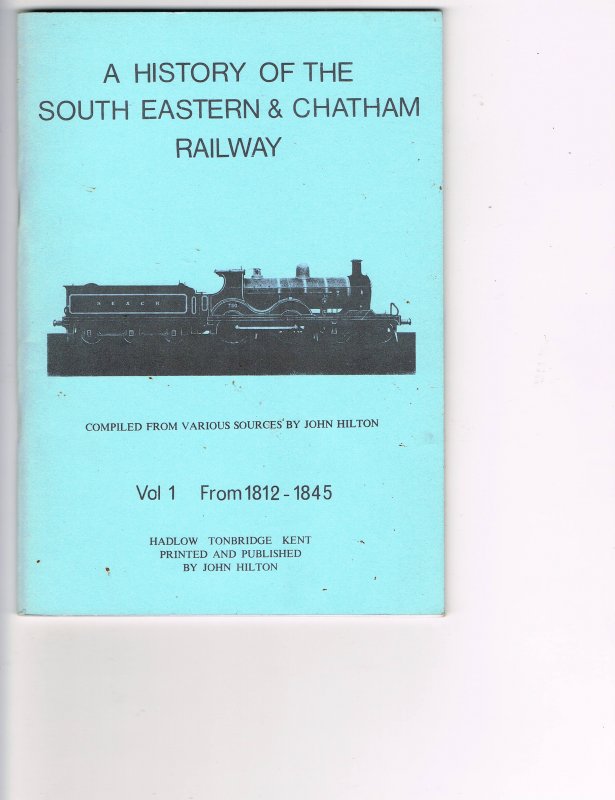 A HISTORY OF THE
SOUTH EASTERN & CHATHAM
RAILWAY
S E & C R
COMPILED FROM VARIOUS SOURCES BY JOHN HILTON
Vol 1 From 1812 - 1845
HADLOW TONBRIDGE KENT
PRINTED AND PUBLISHED
BY JOHN HILTON